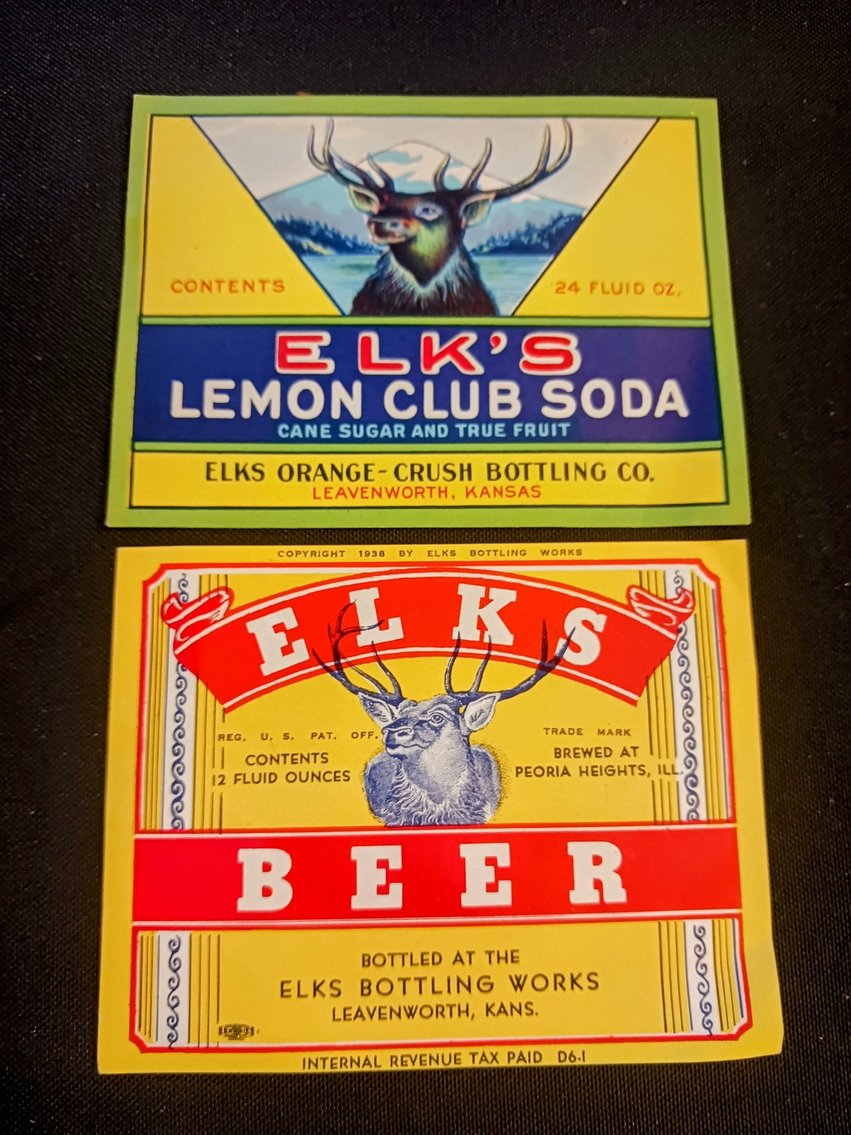 CONTENTS
24 FLUID OZ.
ELK'S
LEMON CLUB SODA
CANE SUGAR AND TRUE FRUIT
ELKS ORANGE-CRUSH BOTTLING CO.
LEAVENWORTH, KANSAS
COPYRIGHT 1938 BY ELKS BOTTLING WORKS
ELKS
REG. U. S. PAT. OFF.
TRADE MARK
CONTENTS
12 FLUID OUNCES
BREWED AT
PEORIA HEIGHTS, ILL.
BEER
BOTTLED AT THE
ELKS BOTTLING WORKS
LEAVENWORTH, KANS.
INTERNAL REVENUE TAX PAID D6-1